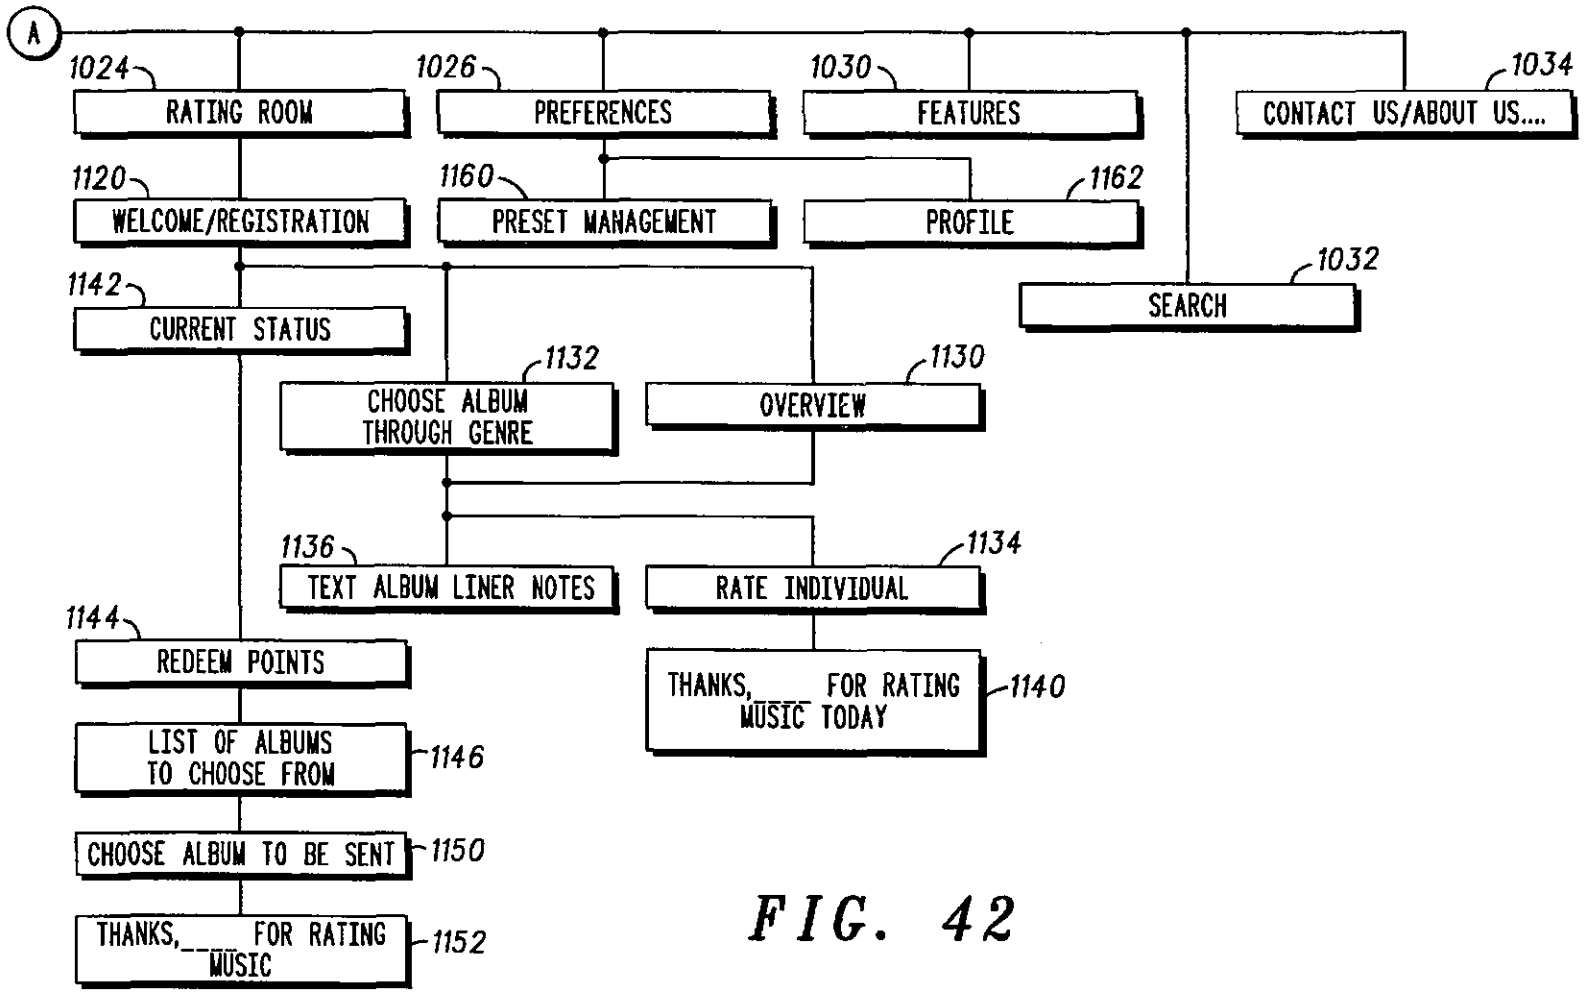 A
1024
RATING ROOM
1026
PREFERENCES
1030
FEATURES
1034
CONTACT US/ABOUT US....
1120
WELCOME/REGISTRATION
1160
PRESET MANAGEMENT
1162
PROFILE
1032
SEARCH
1142
CURRENT STATUS
1132
CHOOSE ALBUM
THROUGH GENRE
1130
OVERVIEW
1136
TEXT ALBUM LINER NOTES
1134
RATE INDIVIDUAL
1144
REDEEM POINTS
THANKS,____ FOR RATING
MUSIC TODAY
1140
LIST OF ALBUMS
TO CHOOSE FROM
1146
CHOOSE ALBUM TO BE SENT
1150
THANKS,____ FOR RATING
MUSIC
1152
FIG. 42